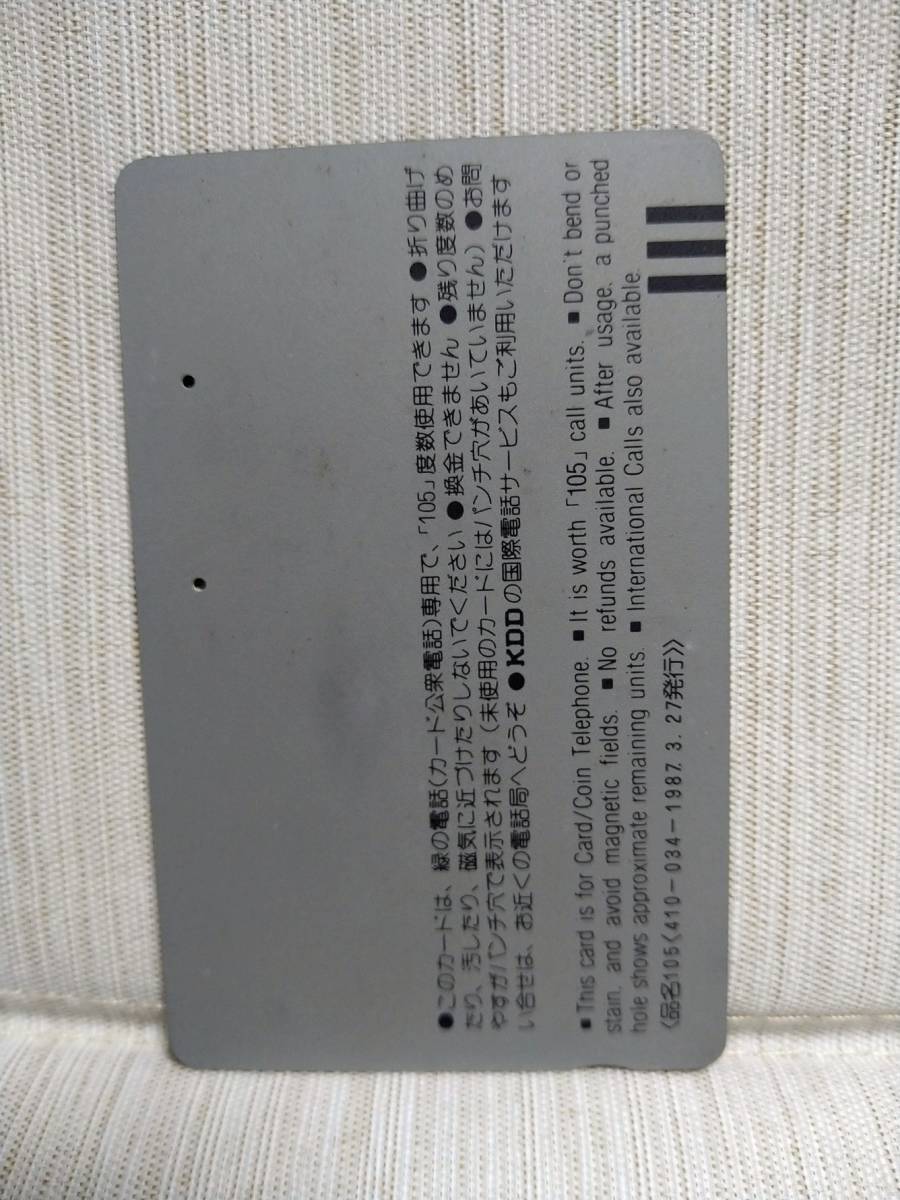 ●このカードは、緑の電話(カード公衆電話)専用で、「105」度数使用できます ●折り曲げ
たり、汚したり、磁気に近づけたりしないでください ●換金できません ●残り度数のめ
やすがパンチ穴で表示されます（未使用のカードにはパンチ穴があいていません）●お問
い合せは、お近くの電話局へどうぞ ●KDDの国際電話サービスもご利用いただけます
■This card is for Card/Coin Telephone. ■It is worth「105」call units. ■Don't bend or
stain, and avoid magnetic fields. ■No refunds available. ■After usage, a punched
hole shows approximate remaining units. ■International Calls also available.
〈品名105〈410-034-1987. 3. 27発行〉〉